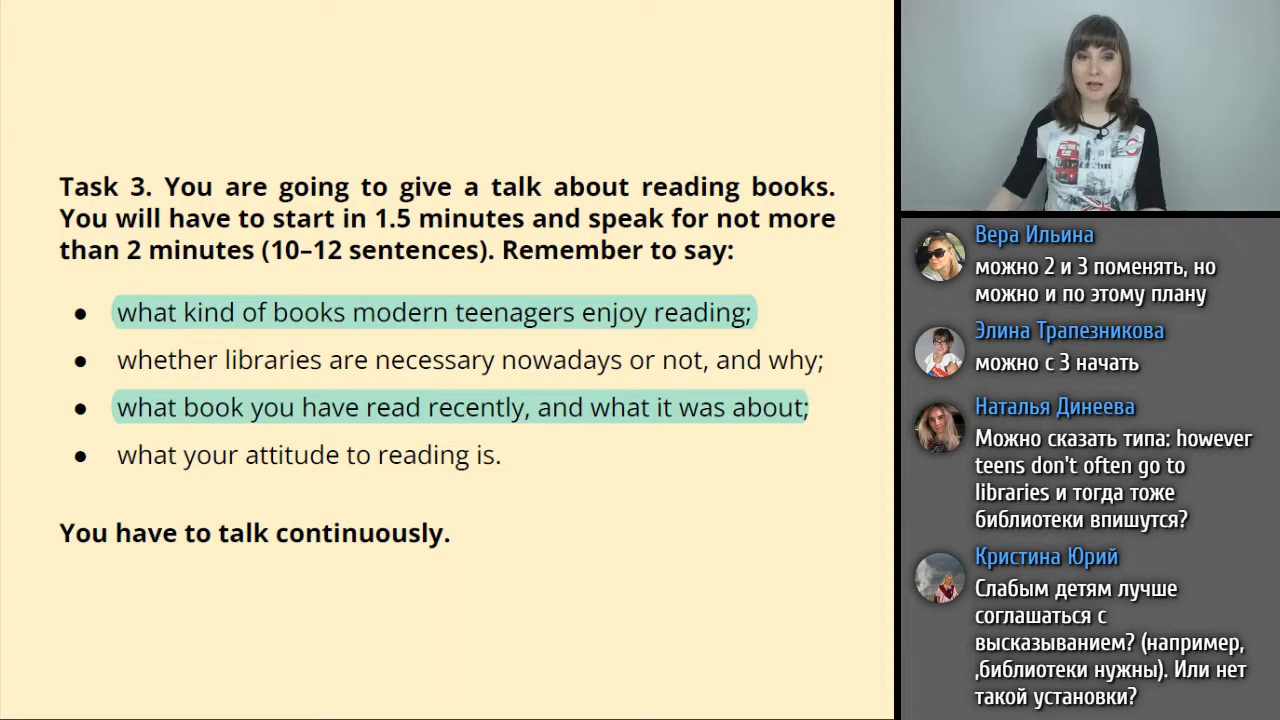 Task 3. You are going to give a talk about reading books.
You will have to start in 1.5 minutes and speak for not more
than 2 minutes (10–12 sentences). Remember to say:
● what kind of books modern teenagers enjoy reading;
● whether libraries are necessary nowadays or not, and why;
● what book you have read recently, and what it was about;
● what your attitude to reading is.
You have to talk continuously.
Вера Ильина
можно 2 и 3 поменять, но
можно и по этому плану
Элина Трапезникова
можно с 3 начать
Наталья Динеева
Можно сказать типа: however
teens don't often go to
libraries и тогда тоже
библиотеки впишутся?
Кристина Юрий
Слабым детям лучше
соглашаться с
высказыванием? (например,
,библиотеки нужны). Или нет
такой установки?